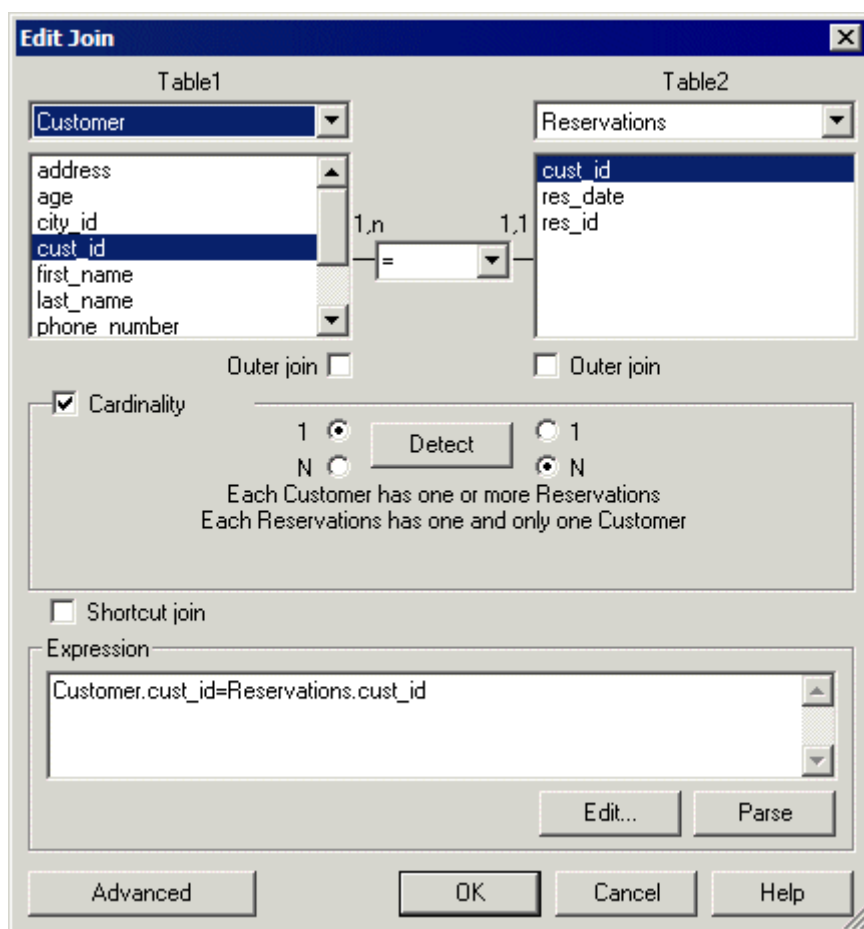 Edit Join
Table1 Table2
Customer Reservations
address
age
city_id
cust_id
first_name
last_name
phone_number
cust_id
res_date
res_id
1,n = 1,1
Outer join Outer join
Cardinality
1 Detect 1
N N
Each Customer has one or more Reservations
Each Reservations has one and only one Customer
Shortcut join
Expression
Customer.cust_id=Reservations.cust_id
Edit... Parse
Advanced OK Cancel Help